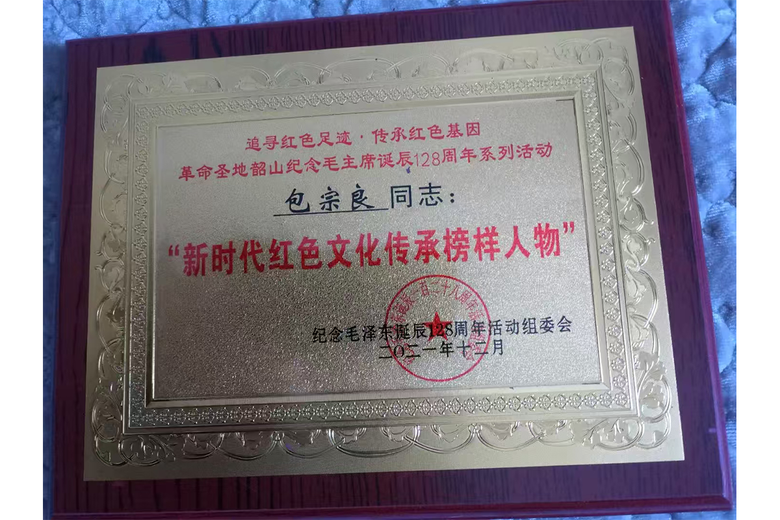 追寻红色足迹·传承红色基因
革命圣地韶山纪念毛主席诞辰128周年系列活动
包宗良同志：
“新时代红色文化传承榜样人物”
纪念毛泽东诞辰128周年活动组委会
二〇二一年十二月